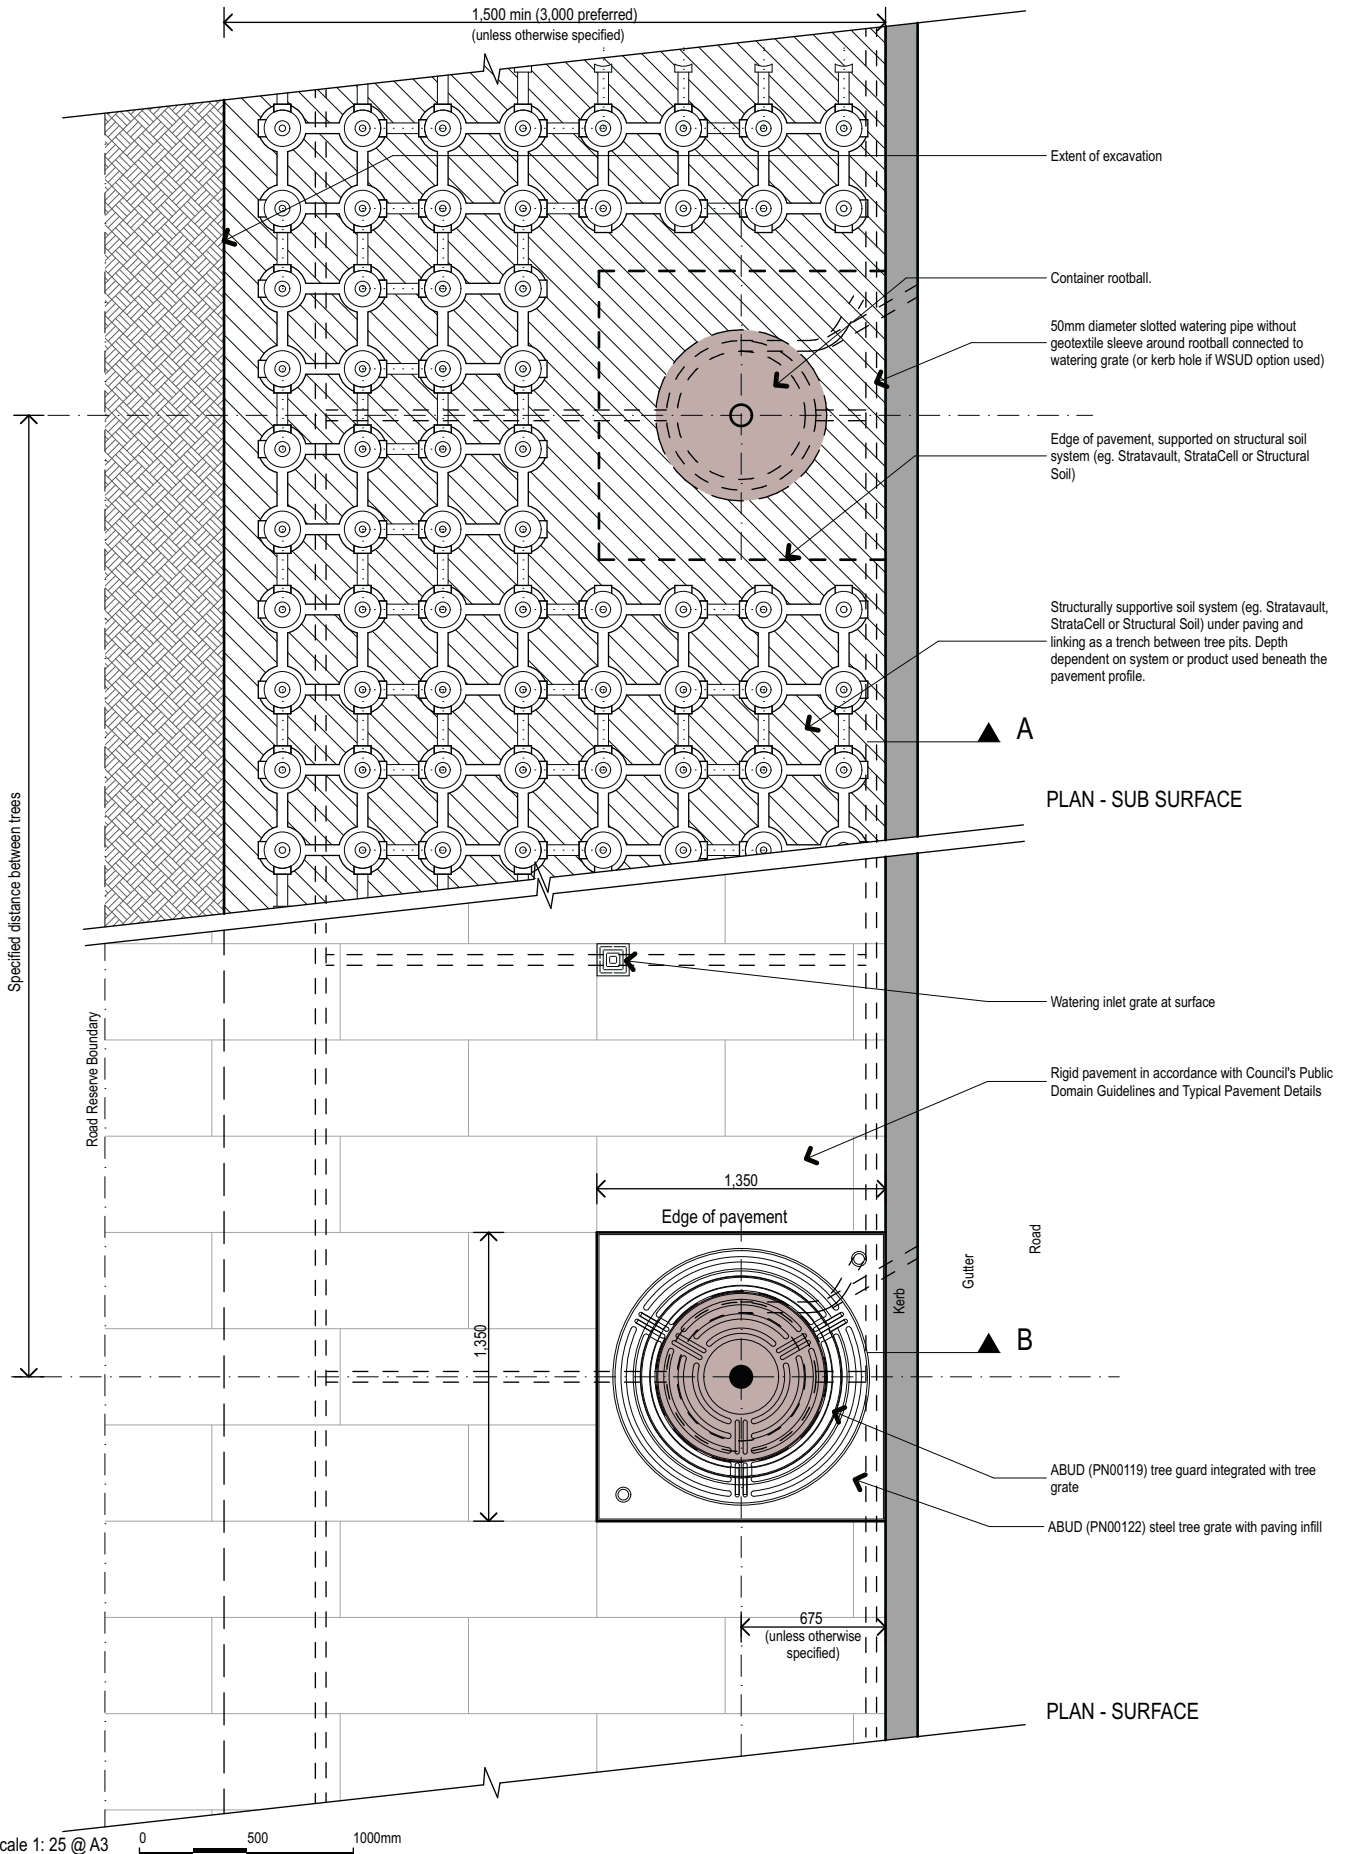 1,500 min (3,000 preferred)
(unless otherwise specified)
Extent of excavation
Container rootball.
50mm diameter slotted watering pipe without
geotextile sleeve around rootball connected to
watering grate (or kerb hole if WSUD option used)
Edge of pavement, supported on structural soil
system (eg. Stratavault, StrataCell or Structural
Soil)
Structurally supportive soil system (eg. Stratavault,
StrataCell or Structural Soil) under paving and
linking as a trench between tree pits. Depth
dependent on system or product used beneath the
pavement profile.
A
PLAN - SUB SURFACE
Specified distance between trees
Road Reserve Boundary
Watering inlet grate at surface
Rigid pavement in accordance with Council's Public
Domain Guidelines and Typical Pavement Details
1,350
Edge of pavement
1,350
Kerb
Gutter
Road
B
ABUD (PN00119) tree guard integrated with tree
grate
ABUD (PN00122) steel tree grate with paving infill
675
(unless otherwise
specified)
PLAN - SURFACE
cale 1: 25 @ A3
0 500 1000mm